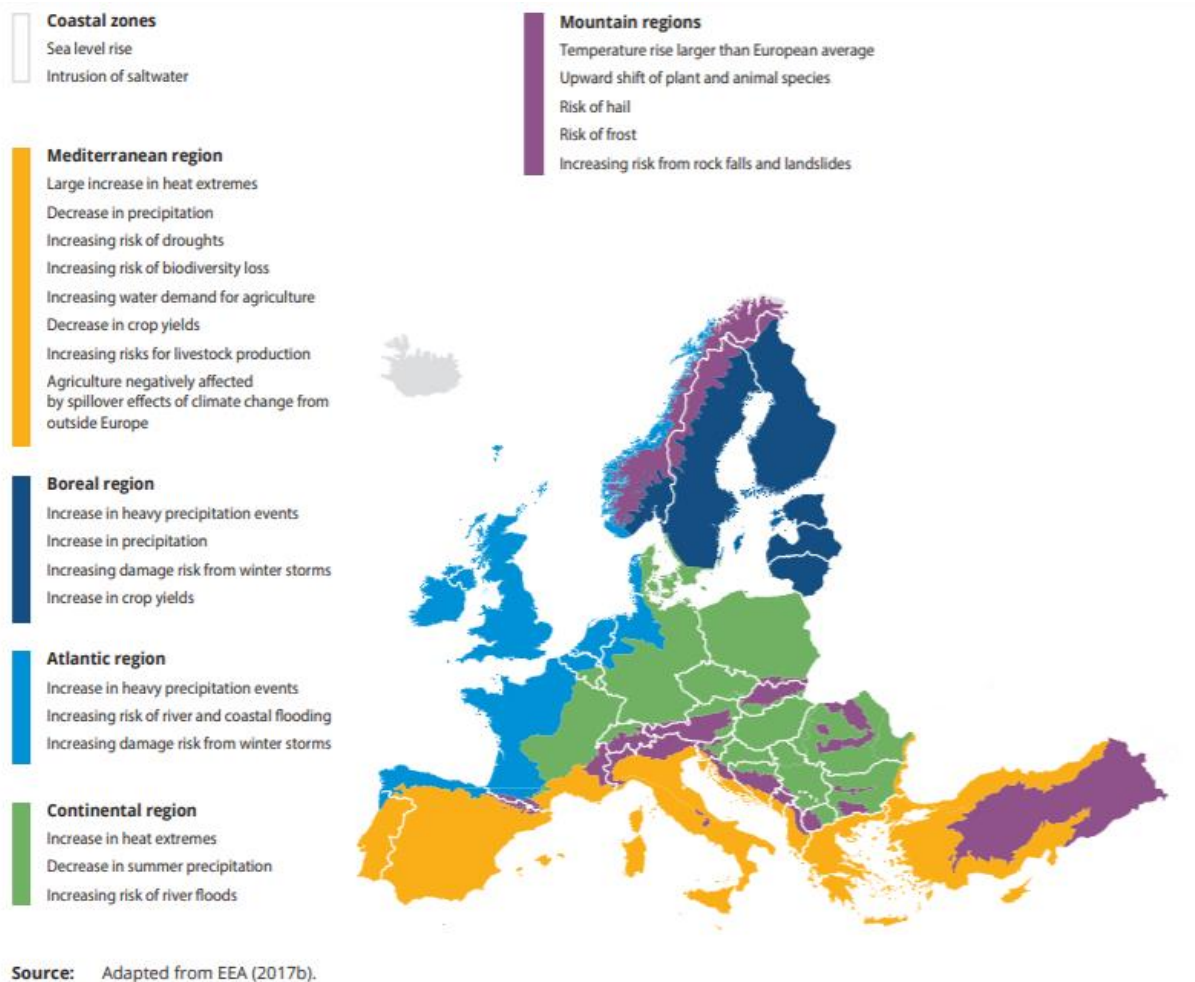 Coastal zones
Sea level rise
Intrusion of saltwater
Mountain regions
Temperature rise larger than European average
Upward shift of plant and animal species
Risk of hail
Risk of frost
Increasing risk from rock falls and landslides
Mediterranean region
Large increase in heat extremes
Decrease in precipitation
Increasing risk of droughts
Increasing risk of biodiversity loss
Increasing water demand for agriculture
Decrease in crop yields
Increasing risks for livestock production
Agriculture negatively affected
by spillover effects of climate change from
outside Europe
Boreal region
Increase in heavy precipitation events
Increase in precipitation
Increasing damage risk from winter storms
Increase in crop yields
Atlantic region
Increase in heavy precipitation events
Increasing risk of river and coastal flooding
Increasing damage risk from winter storms
Continental region
Increase in heat extremes
Decrease in summer precipitation
Increasing risk of river floods
Source: Adapted from EEA (2017b).